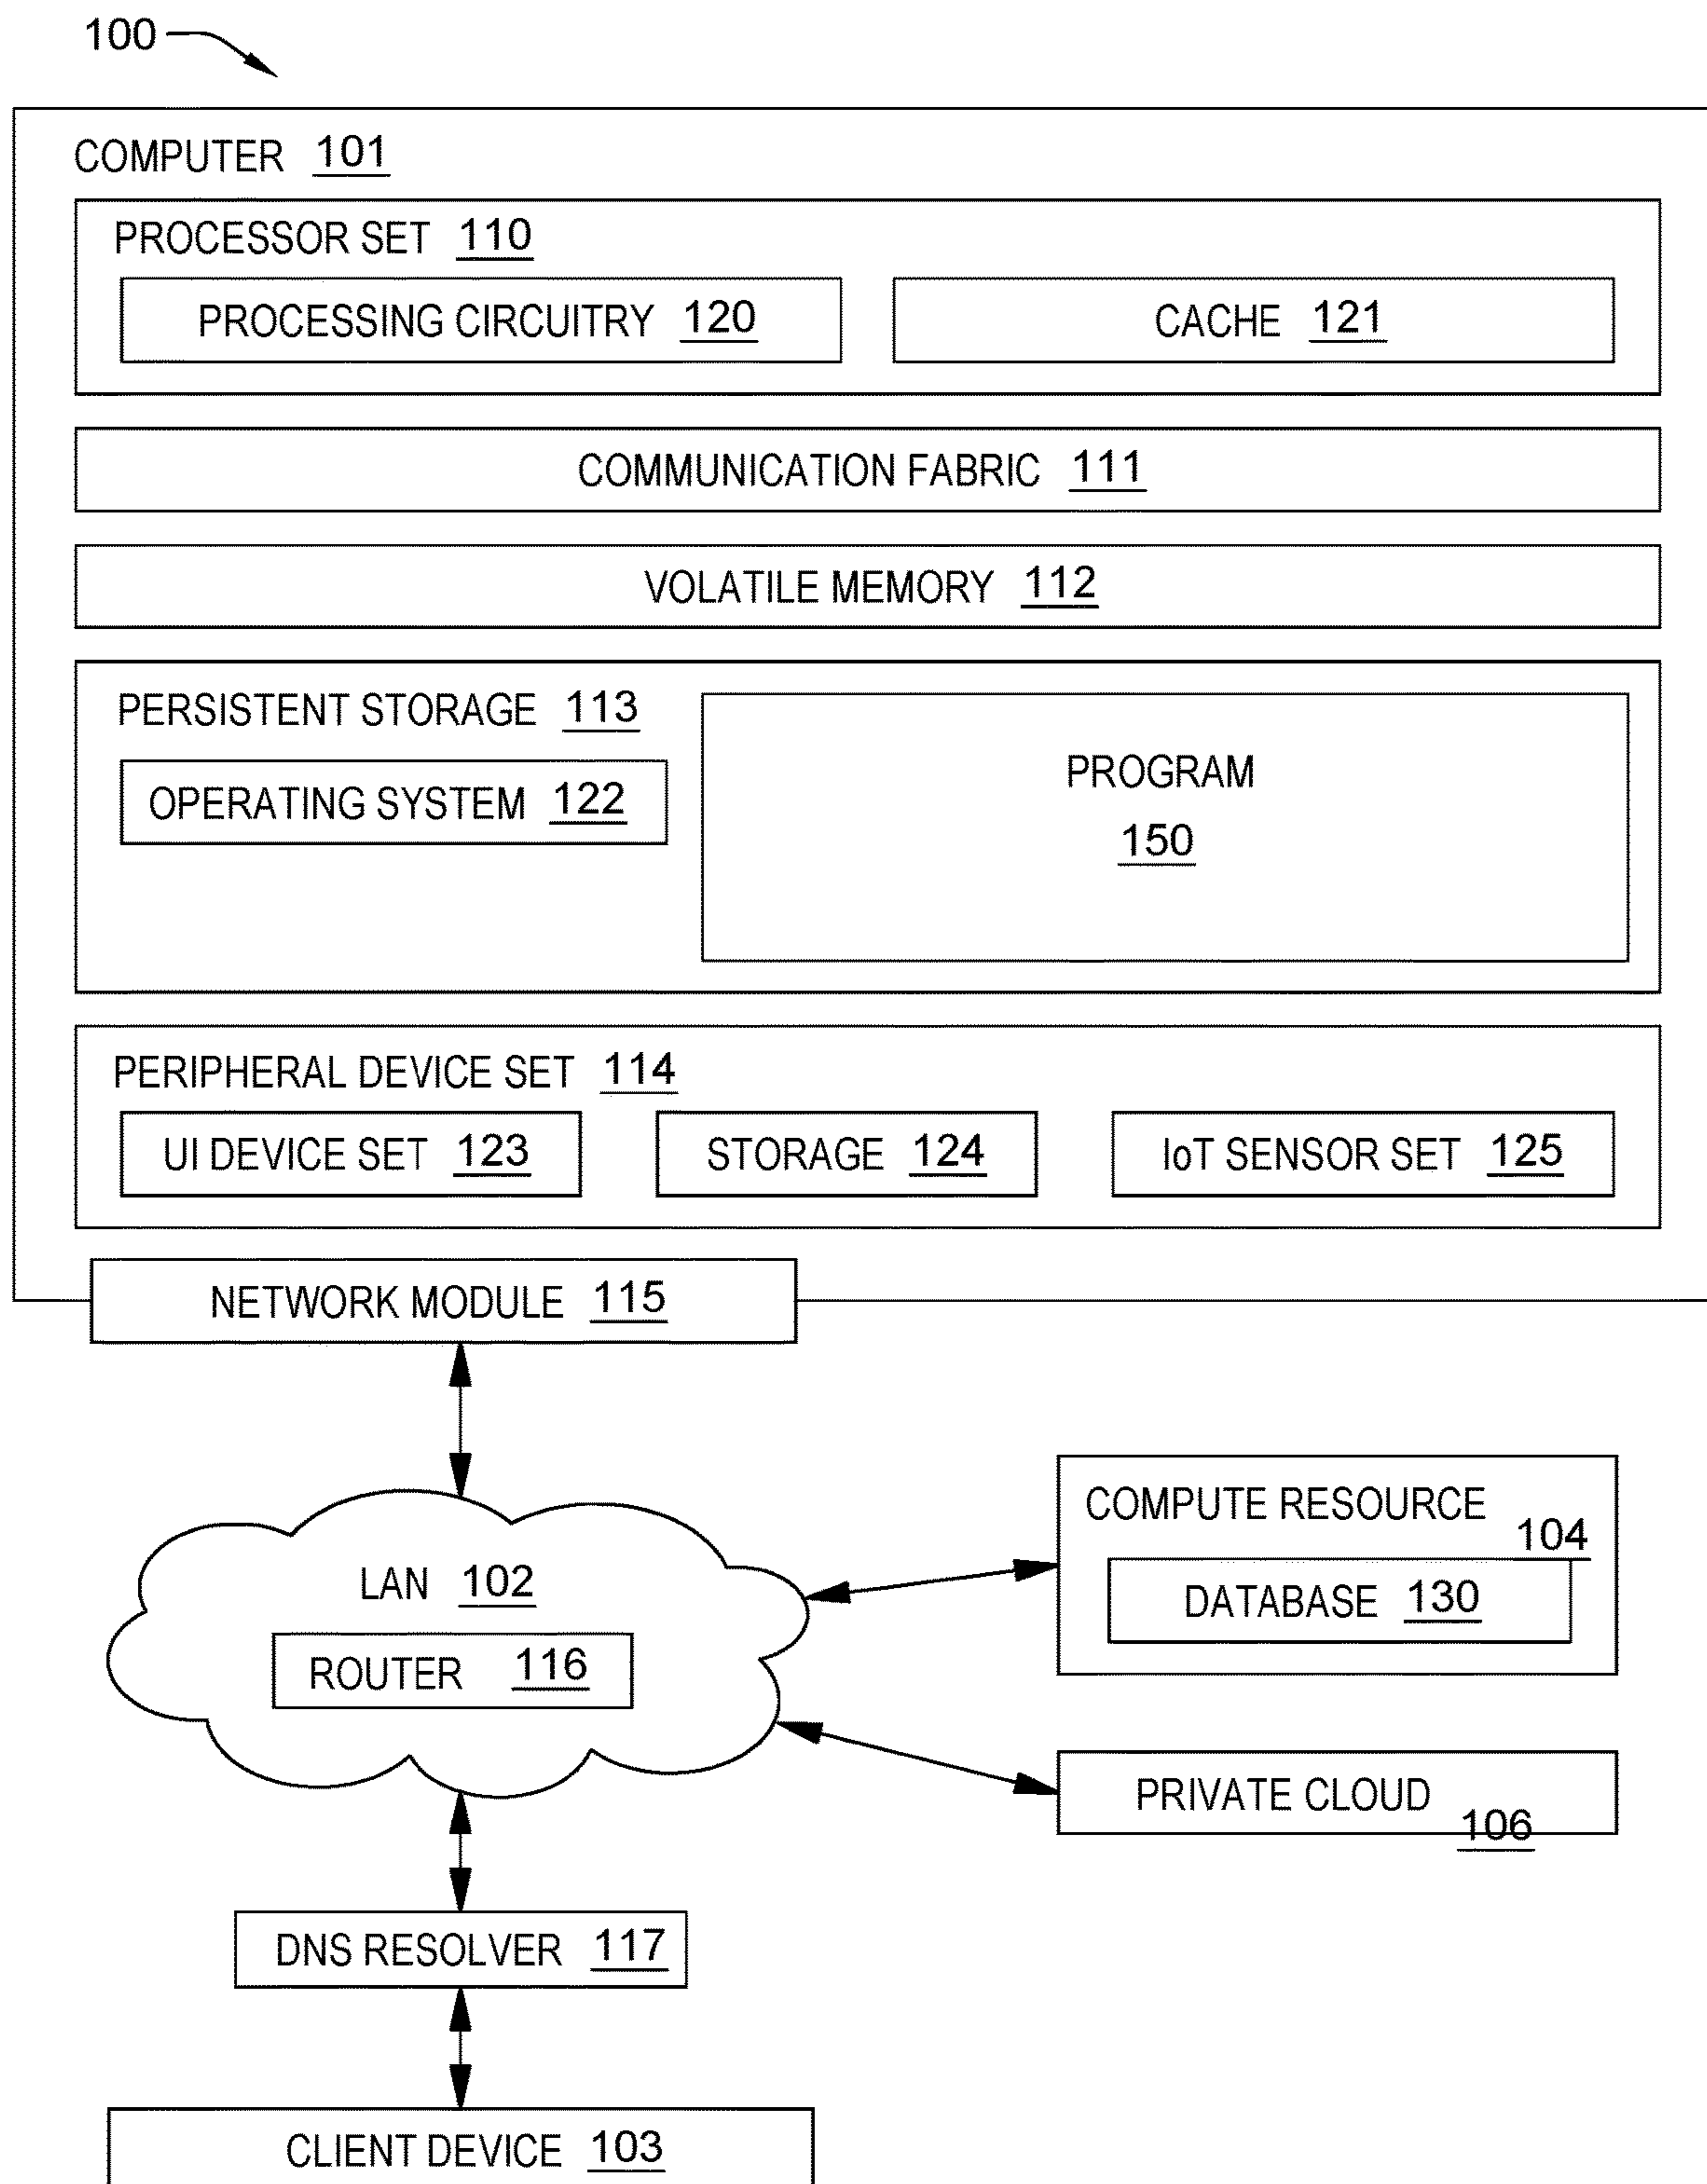 100
COMPUTER 101
PROCESSOR SET 110
PROCESSING CIRCUITRY 120
CACHE 121
COMMUNICATION FABRIC 111
VOLATILE MEMORY 112
PERSISTENT STORAGE 113
OPERATING SYSTEM 122
PROGRAM
150
PERIPHERAL DEVICE SET 114
UI DEVICE SET 123
STORAGE 124
IoT SENSOR SET 125
NETWORK MODULE 115
LAN 102
ROUTER 116
COMPUTE RESOURCE
104
DATABASE 130
PRIVATE CLOUD
106
DNS RESOLVER 117
CLIENT DEVICE 103